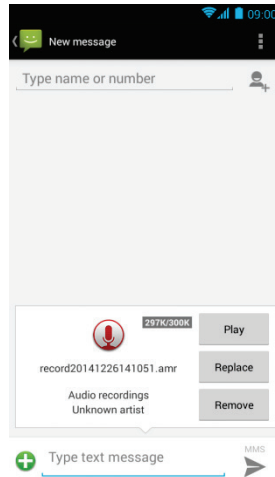 09:00
New message
Type name or number
297K/300K
Play
record20141226141051.amr
Replace
Audio recordings
Unknown artist
Remove
Type text message
MMS